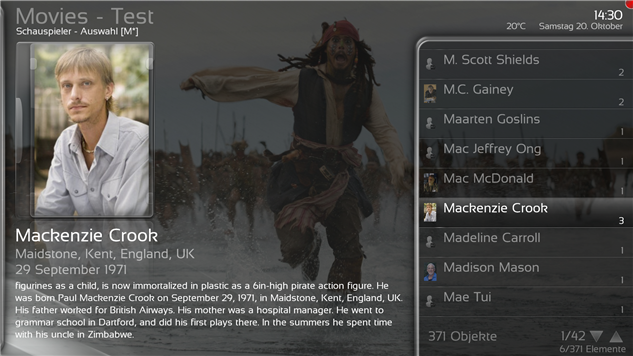 Movies - Test
Schauspieler - Auswahl [M*]
14:30
20°C Samstag 20. Oktober
Mackenzie Crook
Maidstone, Kent, England, UK
29 September 1971
figurines as a child, is now immortalized in plastic as a 6in-high pirate action figure. He
was born Paul Mackenzie Crook on September 29, 1971, in Maidstone, Kent, England, UK.
His father worked for British Airways. His mother was a hospital manager. He went to
grammar school in Dartford, and did his first plays there. In the summers he spent time
with his uncle in Zimbabwe.
M. Scott Shields
2
M.C. Gainey
2
Maarten Goslins
1
Mac Jeffrey Ong
1
Mac McDonald
1
Mackenzie Crook
3
Madeline Carroll
1
Madison Mason
1
Mae Tui
1
371 Objekte
1/42
6/371 Elemente